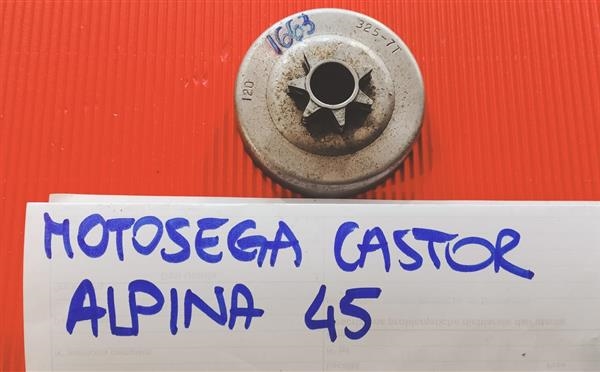 1663
325-7T
120
MOTOSEGA CASTOR
ALPINA 45